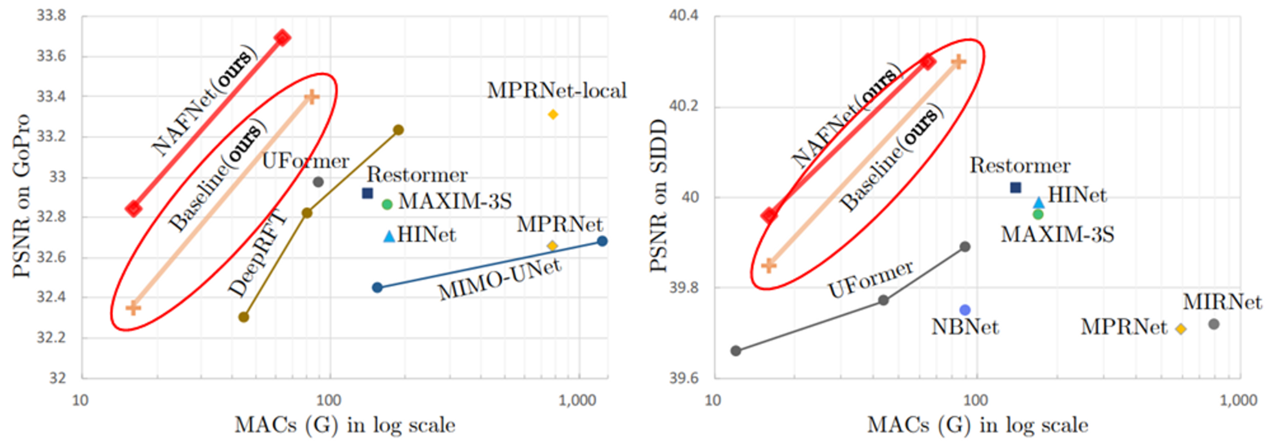 33.8
33.6
33.4
33.2
33
32.8
32.6
32.4
32.2
32
PSNR on GoPro
NAFNet(ours)
Baseline(ours)
UFormer
DeepRFT
Restormer
MAXIM-3S
HINet
MPRNet-local
MPRNet
MIMO-UNet
10
100
1,000
MACs (G) in log scale
40.4
40.2
40
39.8
39.6
PSNR on SIDD
NAFNet(ours)
Baseline(ours)
Restormer
HINet
MAXIM-3S
UFormer
NBNet
MPRNet
MIRNet
10
100
1,000
MACs (G) in log scale